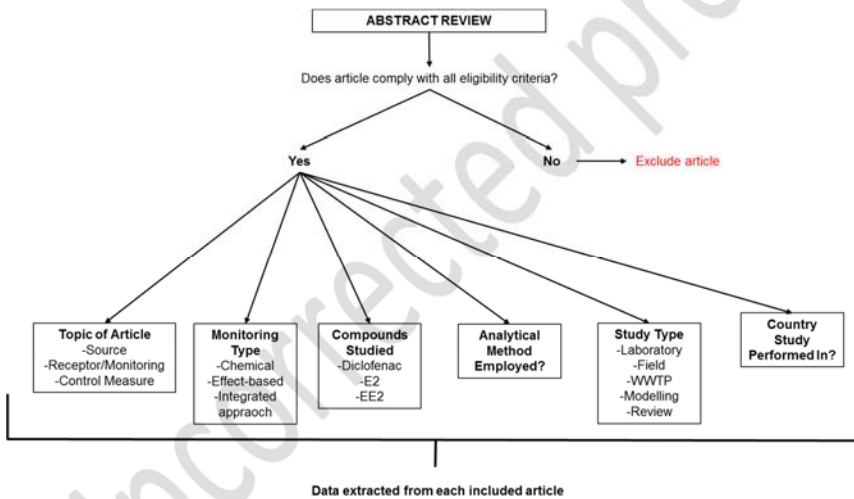 ABSTRACT REVIEW
Does article comply with all eligibility criteria?
Yes
No
Exclude article
Topic of Article
-Source
-Receptor/Monitoring
-Control Measure
Monitoring
Type
-Chemical
-Effect-based
-Integrated
appraoch
Compounds
Studied
-Diclofenac
-E2
-EE2
Analytical
Method
Employed?
Study Type
-Laboratory
-Field
-WWTP
-Modelling
-Review
Country
Study
Performed In?
Data extracted from each included article